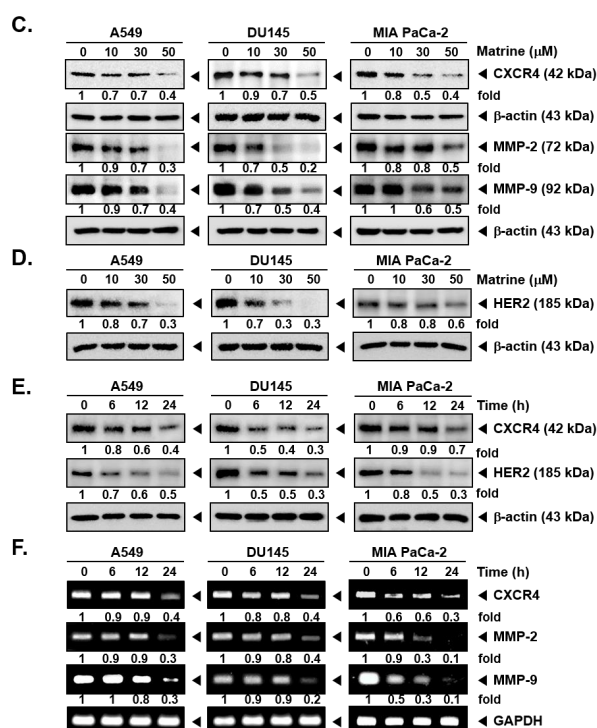 C.
A549 DU145 MIA PaCa-2
0 10 30 50 0 10 30 50 0 10 30 50 Matrine (µM)
CXCR4 (42 kDa)
1 0.7 0.7 0.4 1 0.9 0.7 0.5 1 0.8 0.5 0.4 fold
β-actin (43 kDa)
MMP-2 (72 kDa)
1 0.9 0.7 0.3 1 0.7 0.5 0.2 1 0.8 0.8 0.5 fold
MMP-9 (92 kDa)
1 0.9 0.7 0.4 1 0.7 0.5 0.4 1 1 0.6 0.5 fold
β-actin (43 kDa)
D.
A549 DU145 MIA PaCa-2
0 10 30 50 0 10 30 50 0 10 30 50 Matrine (µM)
HER2 (185 kDa)
1 0.8 0.7 0.3 1 0.7 0.3 0.3 1 0.8 0.8 0.6 fold
β-actin (43 kDa)
E.
A549 DU145 MIA PaCa-2
0 6 12 24 0 6 12 24 0 6 12 24 Time (h)
CXCR4 (42 kDa)
1 0.8 0.6 0.4 1 0.5 0.4 0.3 1 0.9 0.9 0.7 fold
HER2 (185 kDa)
1 0.7 0.6 0.5 1 0.5 0.5 0.3 1 0.8 0.5 0.3 fold
β-actin (43 kDa)
F.
A549 DU145 MIA PaCa-2
0 6 12 24 0 6 12 24 0 6 12 24 Time (h)
CXCR4
1 0.9 0.9 0.4 1 0.8 0.8 0.4 1 0.6 0.6 0.3 fold
MMP-2
1 0.9 0.9 0.3 1 0.9 0.8 0.4 1 0.9 0.3 0.1 fold
MMP-9
1 1 0.8 0.3 1 0.9 0.9 0.2 1 0.5 0.3 0.1 fold
GAPDH